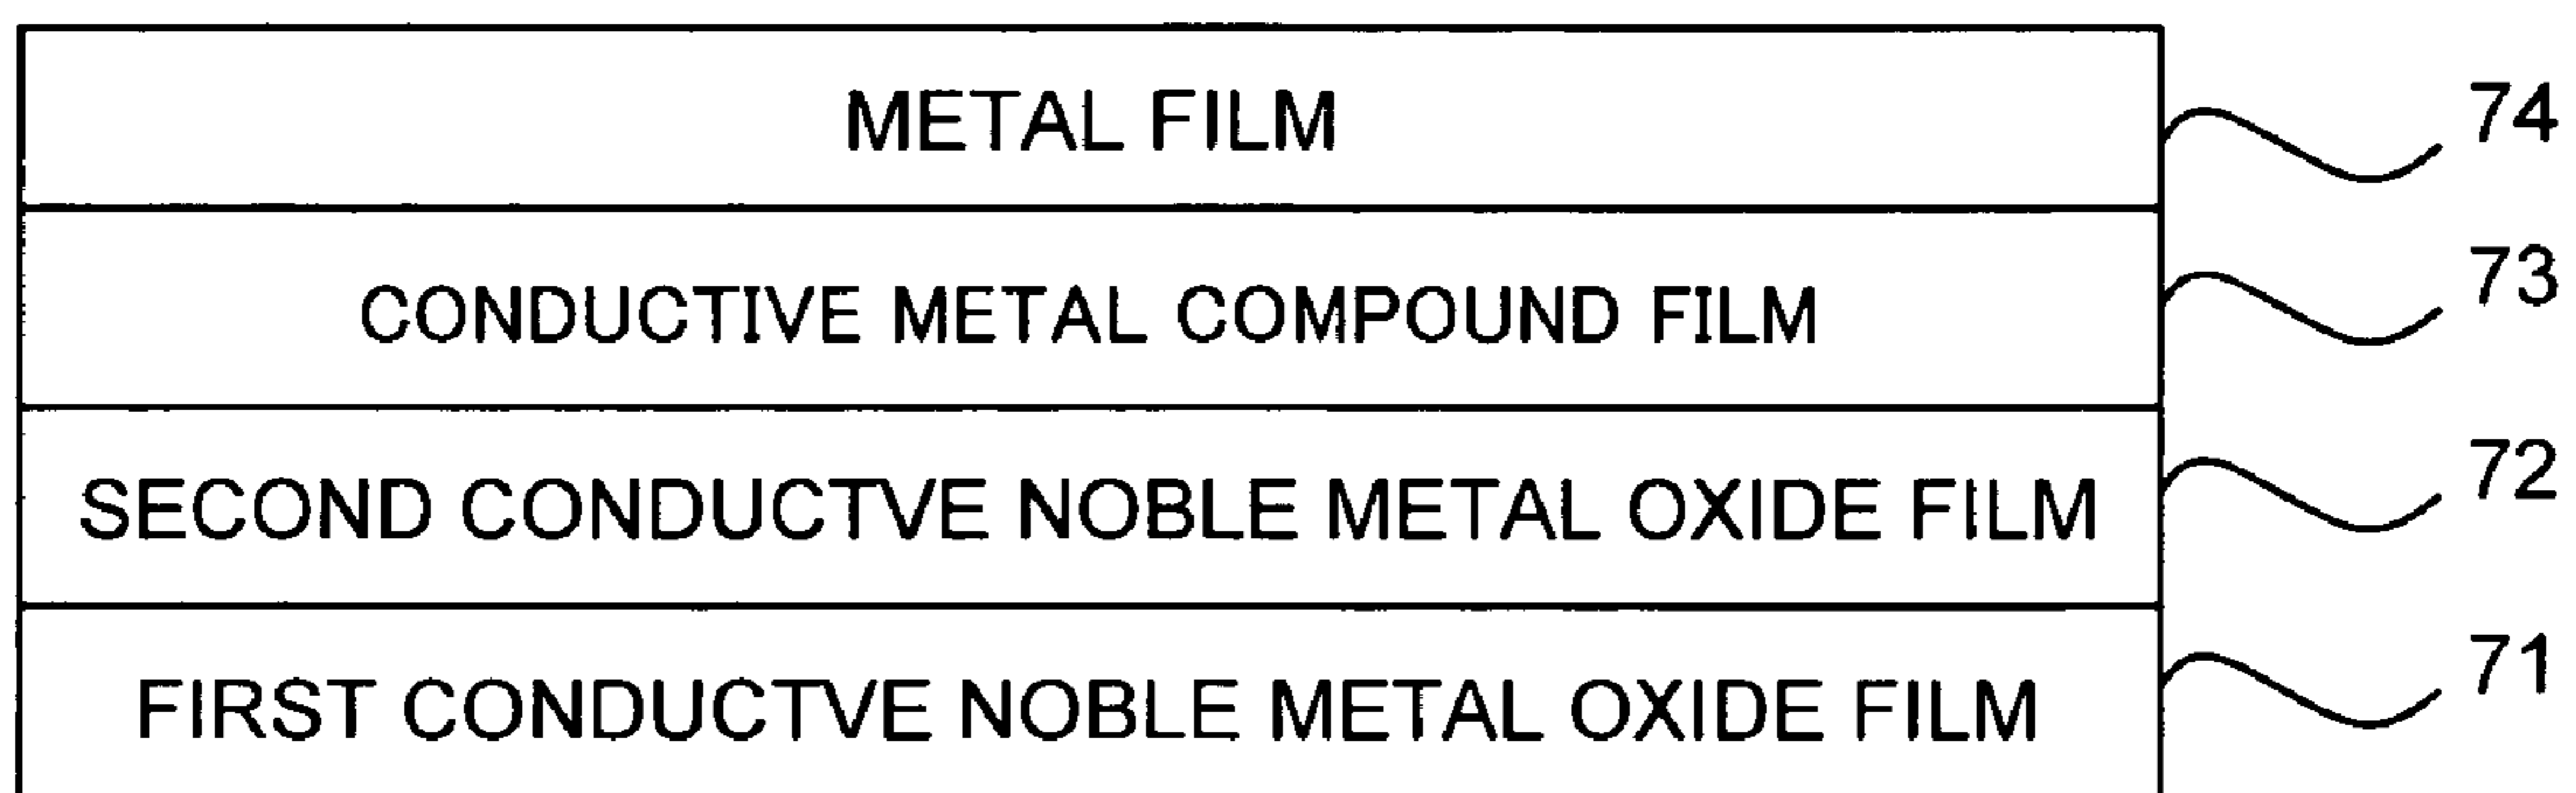 METAL FILM 74
CONDUCTIVE METAL COMPOUND FILM 73
SECOND CONDUCTVE NOBLE METAL OXIDE FILM 72
FIRST CONDUCTVE NOBLE METAL OXIDE FILM 71